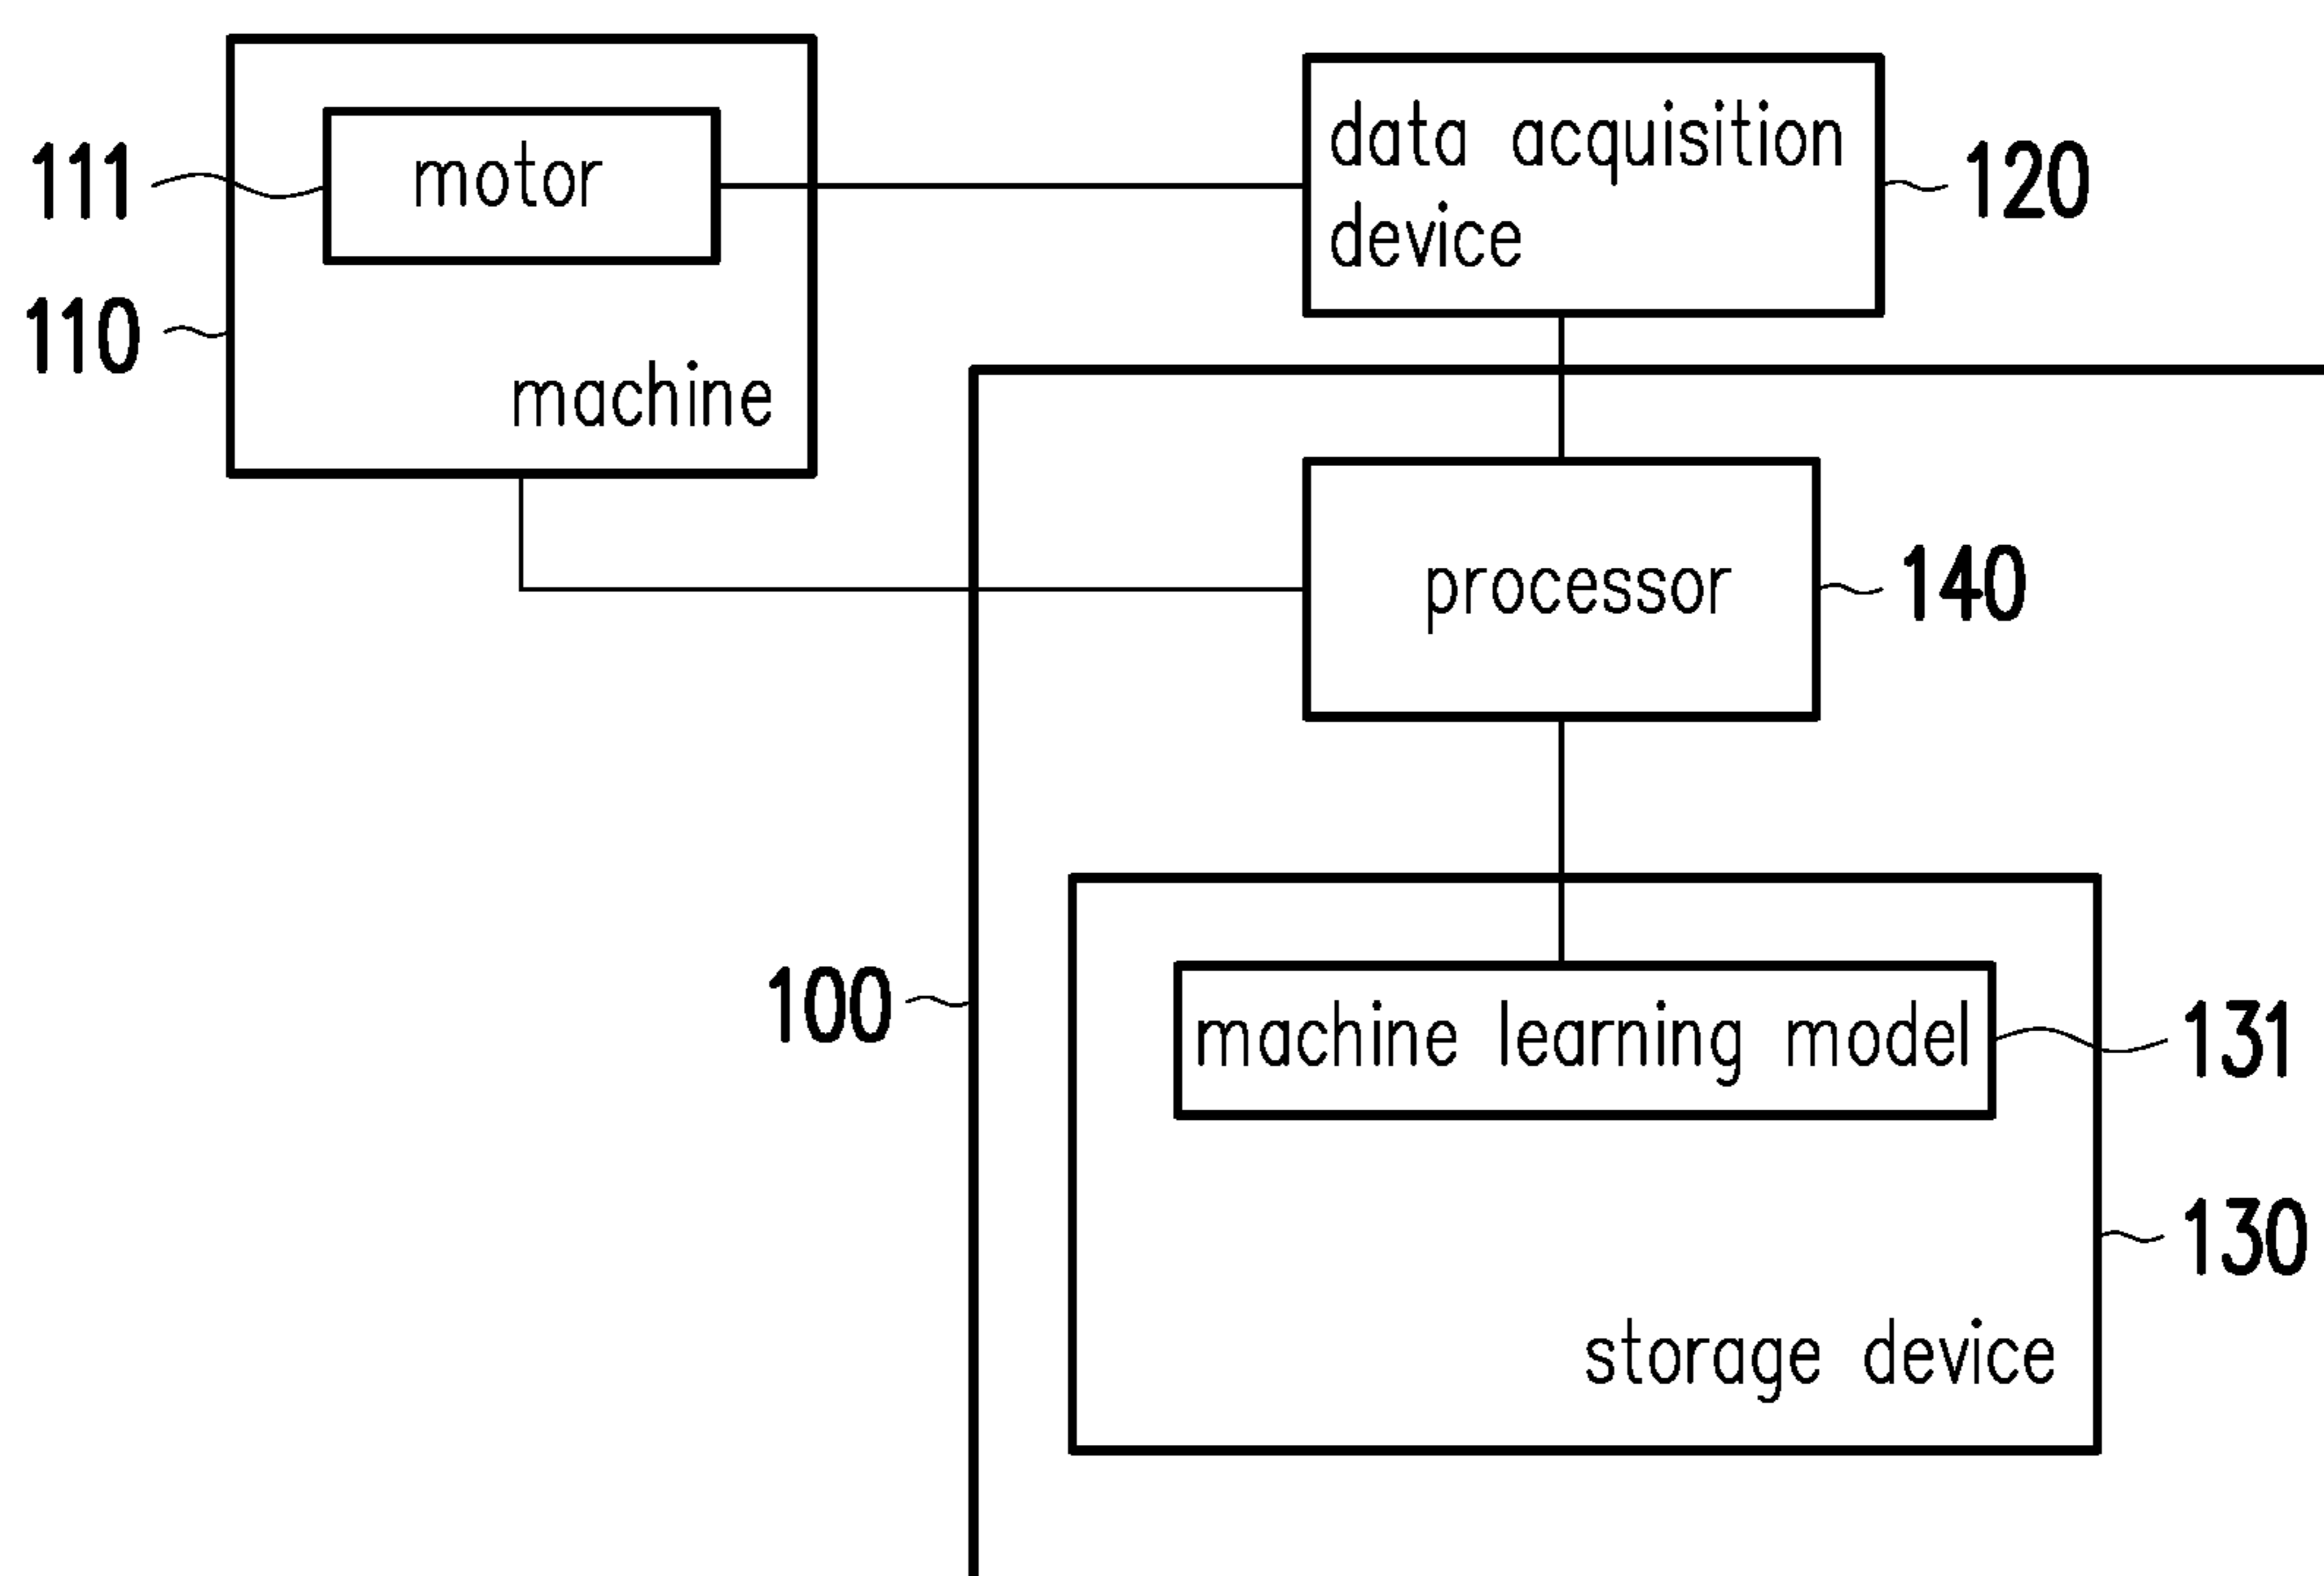 111
motor
110
machine
data acquisition
device
120
processor
140
100
machine learning model
131
130
storage device